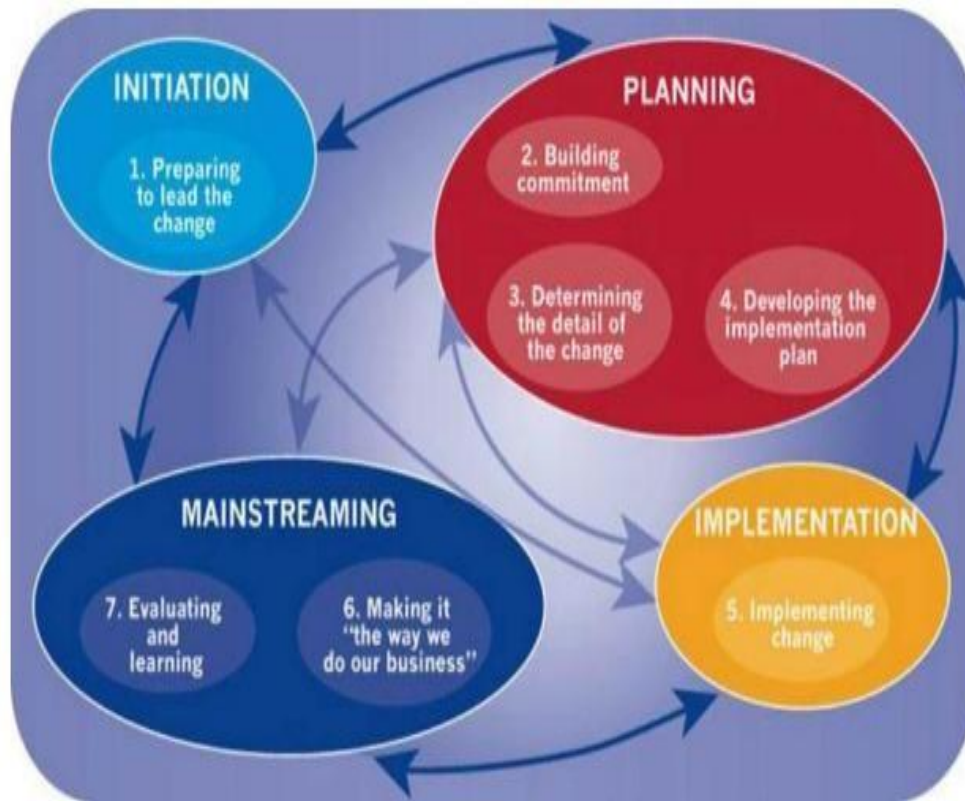 INITIATION
1. Preparing
to lead the
change
PLANNING
2. Building
commitment
3. Determining
the detail of
the change
4. Developing the
implementation
plan
MAINSTREAMING
7. Evaluating
and
learning
6. Making it
"the way we
do our business"
IMPLEMENTATION
5. Implementing
change